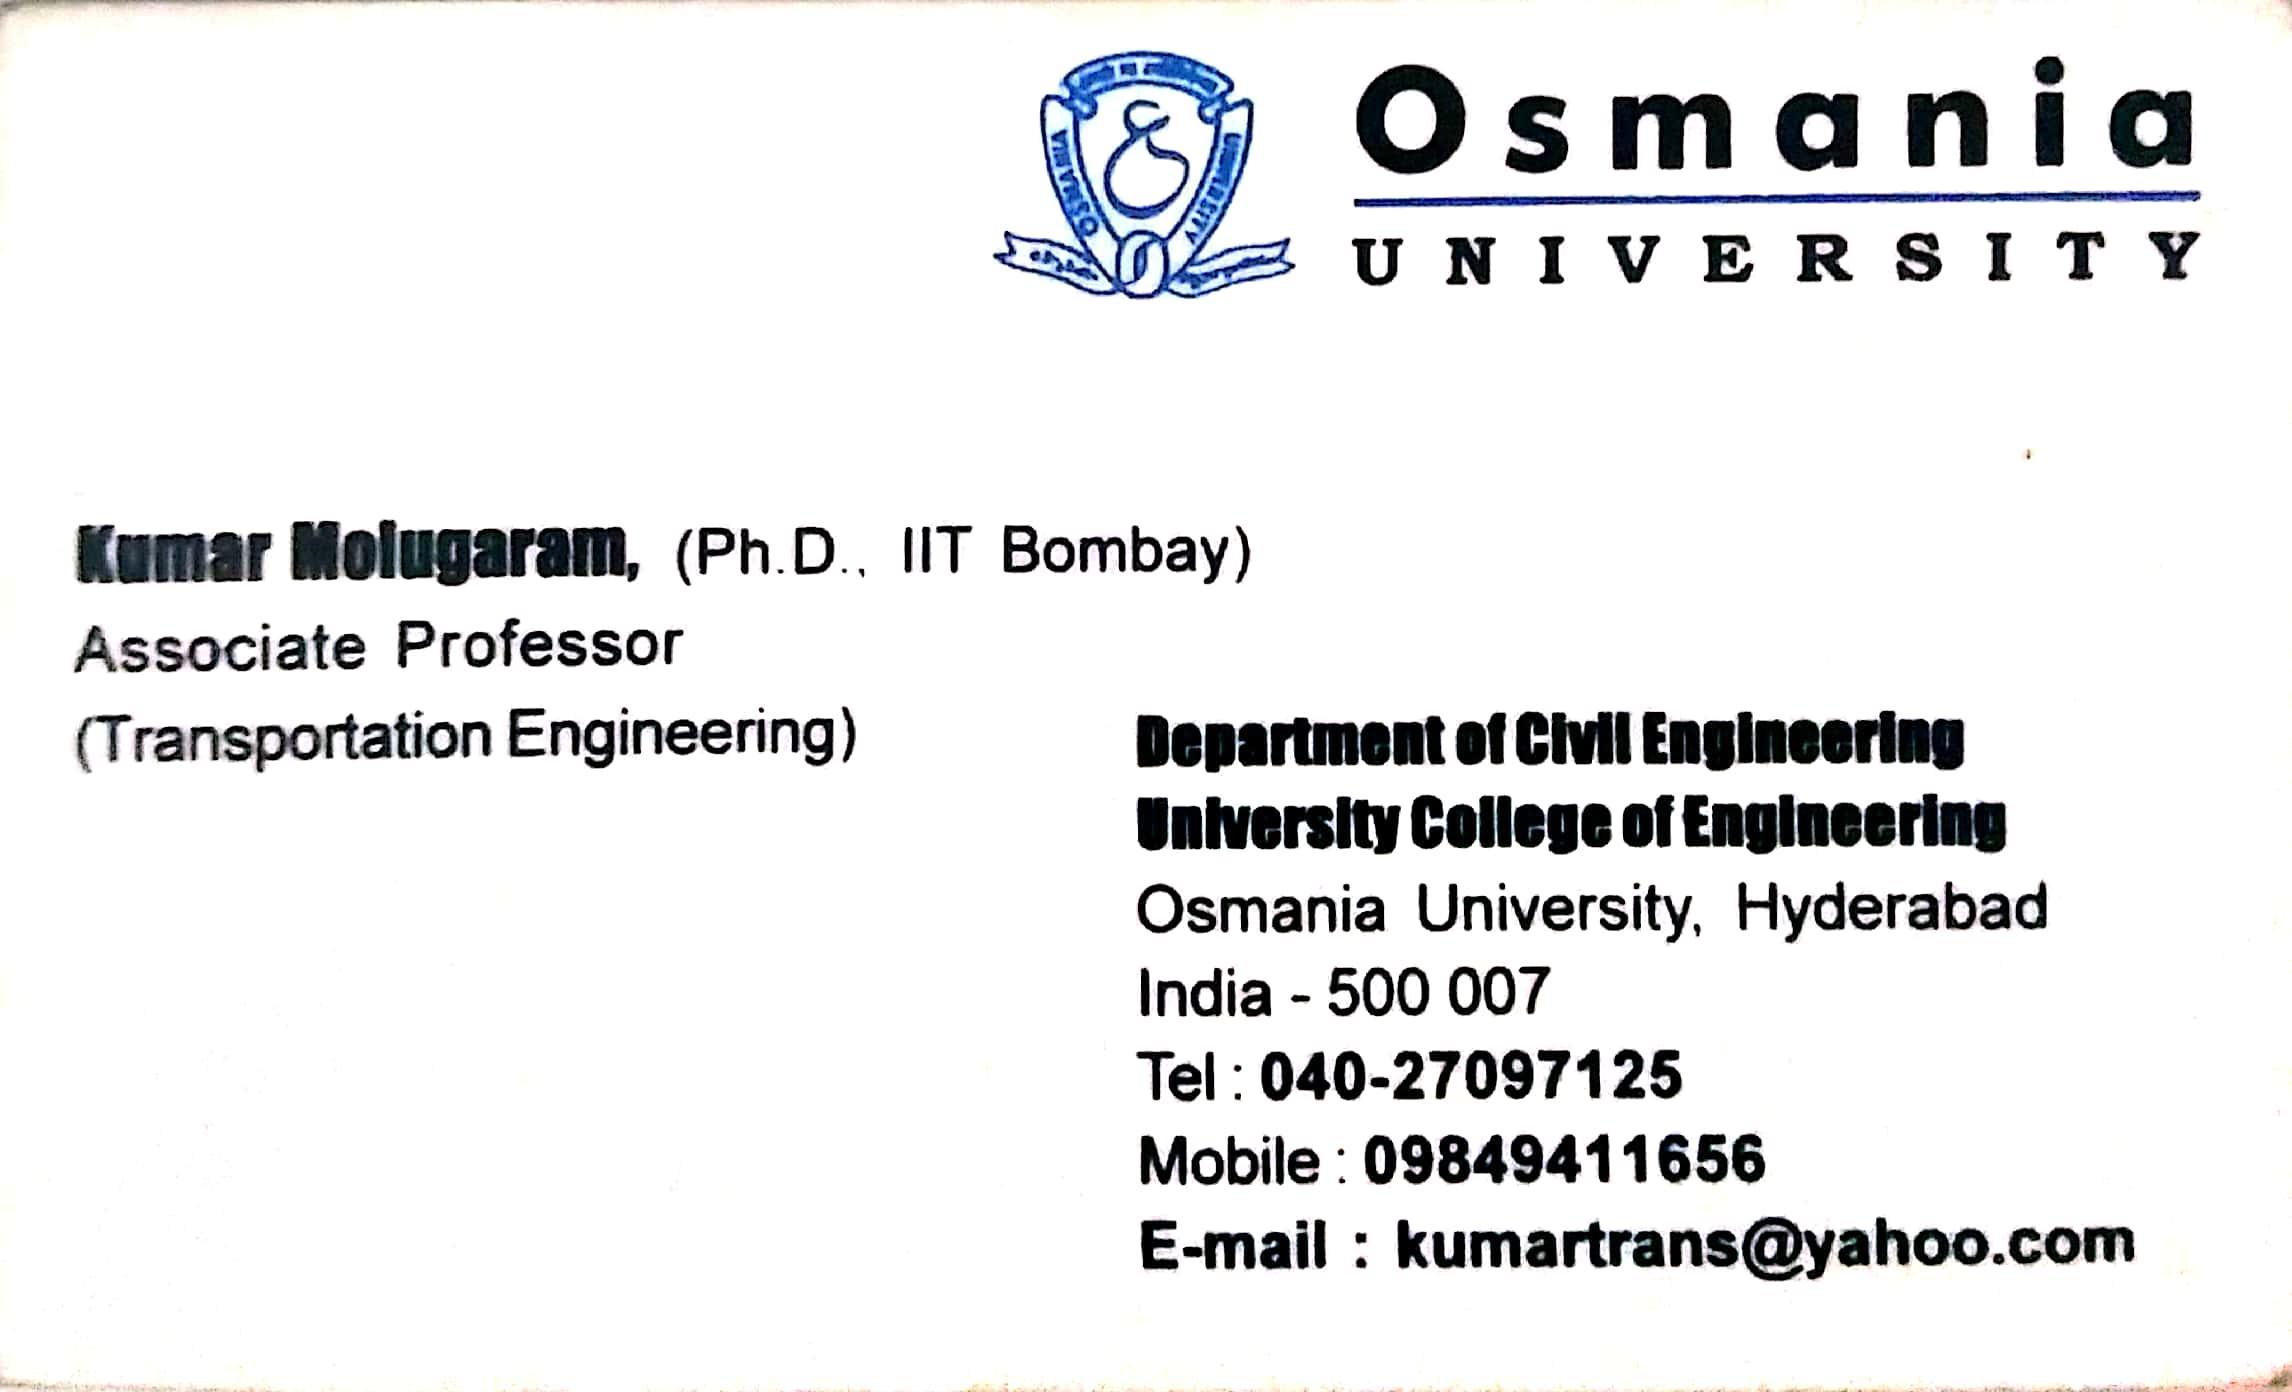 Osmania
UNIVERSITY
OSMANIA
UNIVERSITY
Kumar Molugaram, (Ph.D., IIT Bombay)
Associate Professor
(Transportation Engineering)
Department of Civil Engineering
University College of Engineering
Osmania University, Hyderabad
India - 500 007
Tel : 040-27097125
Mobile : 09849411656
E-mail : kumartrans@yahoo.com